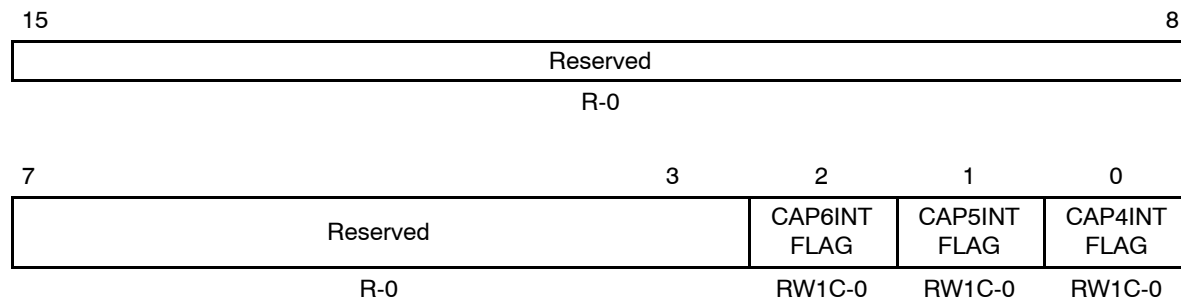 15 8
Reserved
R-0
7 3 2 1 0
Reserved CAP6INT FLAG CAP5INT FLAG CAP4INT FLAG
R-0 RW1C-0 RW1C-0 RW1C-0